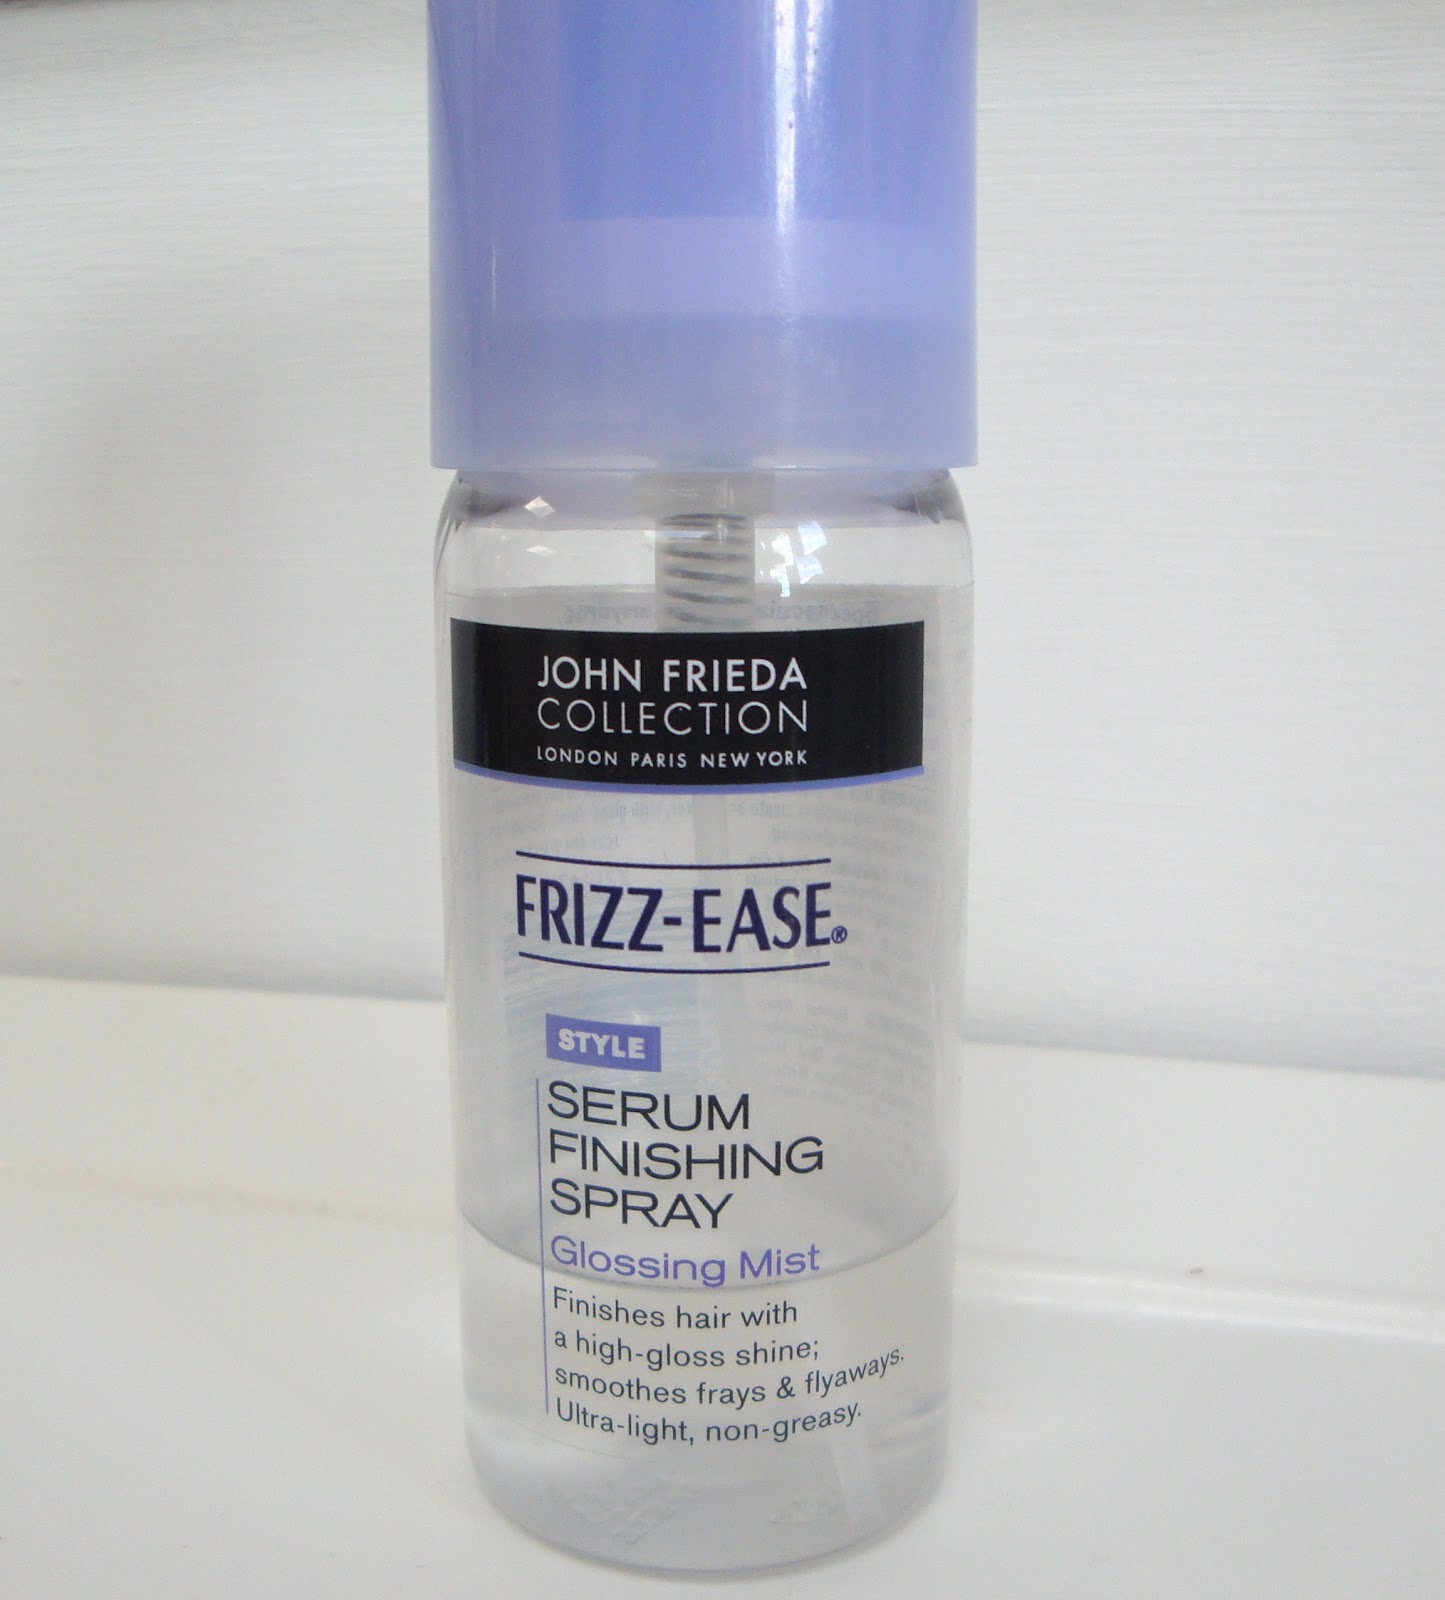 JOHN FRIEDA
COLLECTION
LONDON PARIS NEW YORK
FRIZZ-EASE®
STYLE
SERUM
FINISHING
SPRAY
Glossing Mist
Finishes hair with
a high-gloss shine;
smoothes frays & flyaways.
Ultra-light, non-greasy.